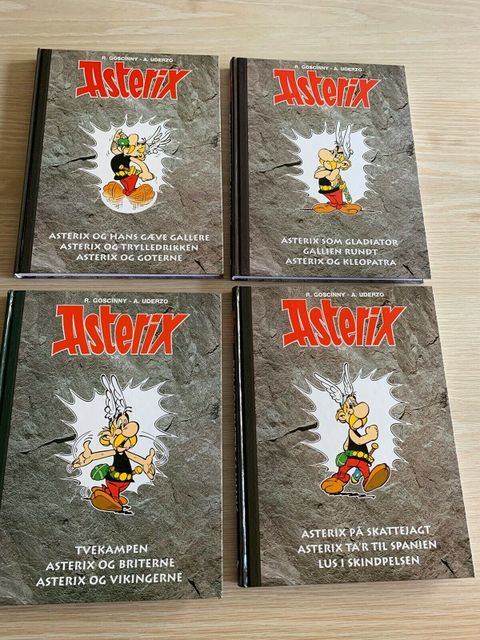 R. GOSCINNY - A. UDERZO
Asterix
ASTERIX OG HANS GÆVE GALLERE
ASTERIX OG TRYLLEDRIKKEN
ASTERIX OG GOTERNE
R. GOSCINNY - A. UDERZO
Asterix
ASTERIX SOM GLADIATOR
GALLIEN RUNDT
ASTERIX OG KLEOPATRA
R. GOSCINNY - A. UDERZO
Asterix
TVEKAMPEN
ASTERIX OG BRITERNE
ASTERIX OG VIKINGERNE
R. GOSCINNY - A. UDERZO
Asterix
ASTERIX PÅ SKATTEJAGT
ASTERIX TA'R TIL SPANIEN
LUS I SKINDPELSEN